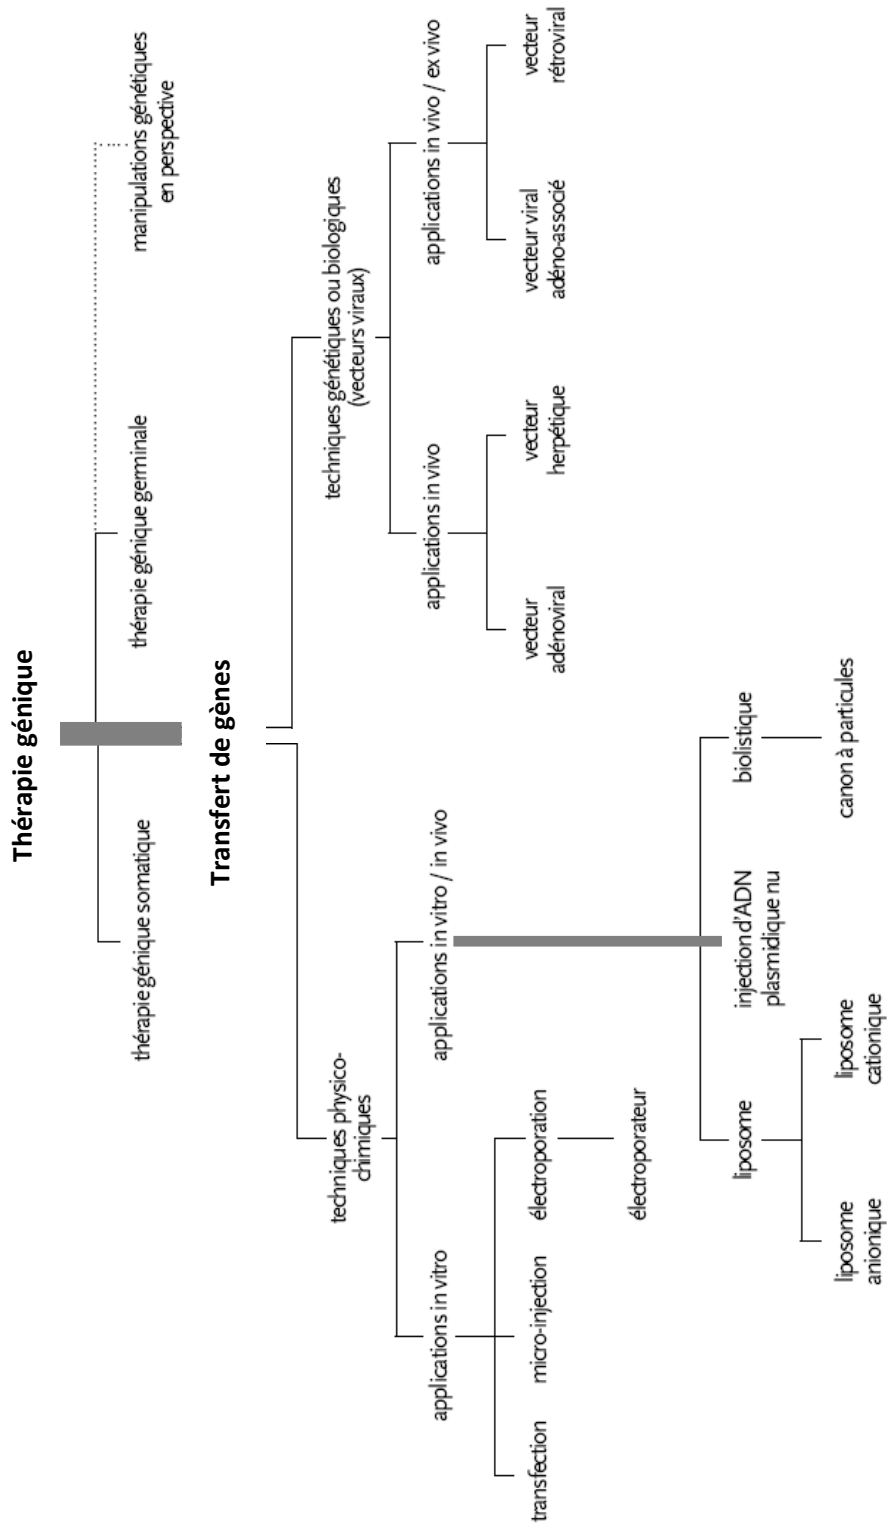 Thérapie génique
thérapie génique somatique
thérapie génique germinale
manipulations génétiques
en perspective
Transfert de gènes
techniques physico-
chimiques
techniques génétiques ou biologiques
(vecteurs viraux)
applications in vitro
applications in vitro / in vivo
applications in vivo
applications in vivo / ex vivo
transfection
micro-injection
électroporation
vecteur
adénoviral
vecteur
herpétique
vecteur viral
adéno-associé
vecteur
rétroviral
électroporateur
liposome
injection d'ADN
plasmidique nu
biolistique
liposome
anionique
liposome
cationique
canon à particules